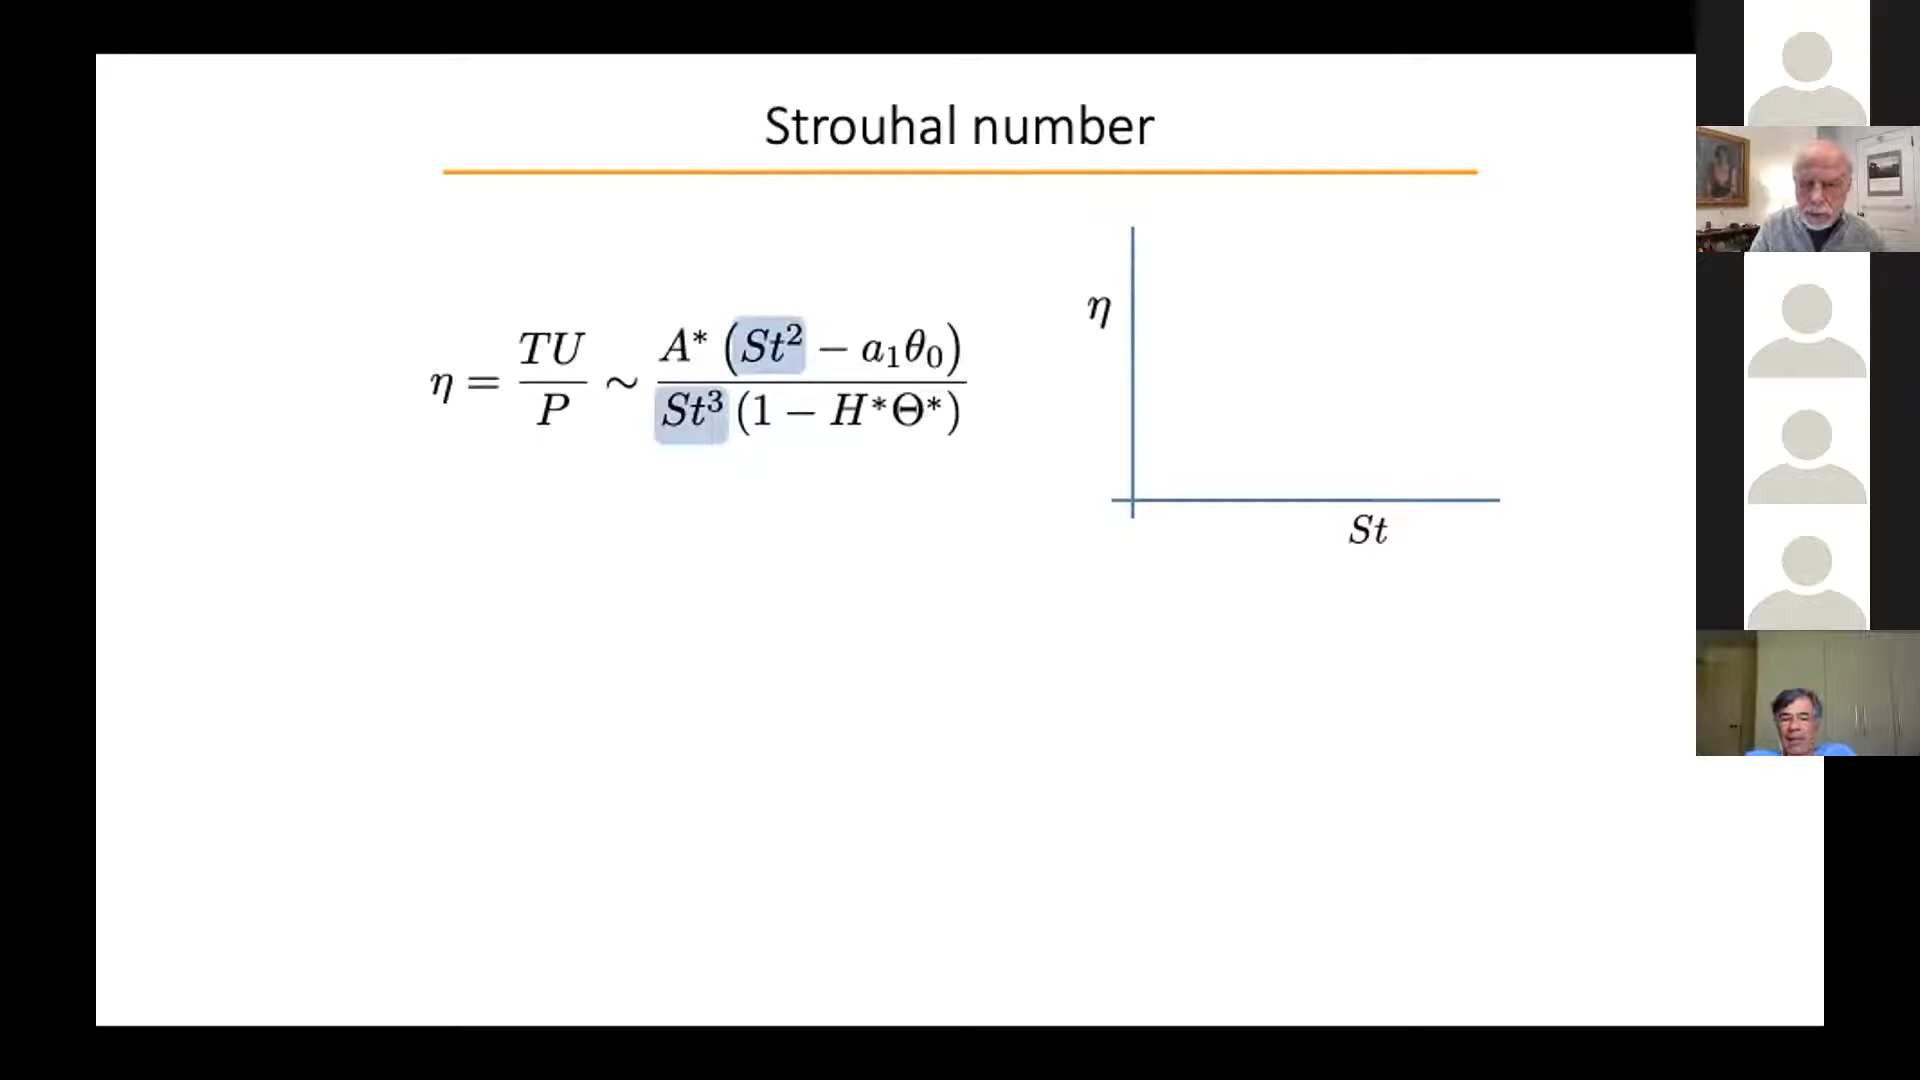 Strouhal number
η = TU/P ~ A* (St² − a₁θ₀) / St³ (1 − H*Θ*)
η
St